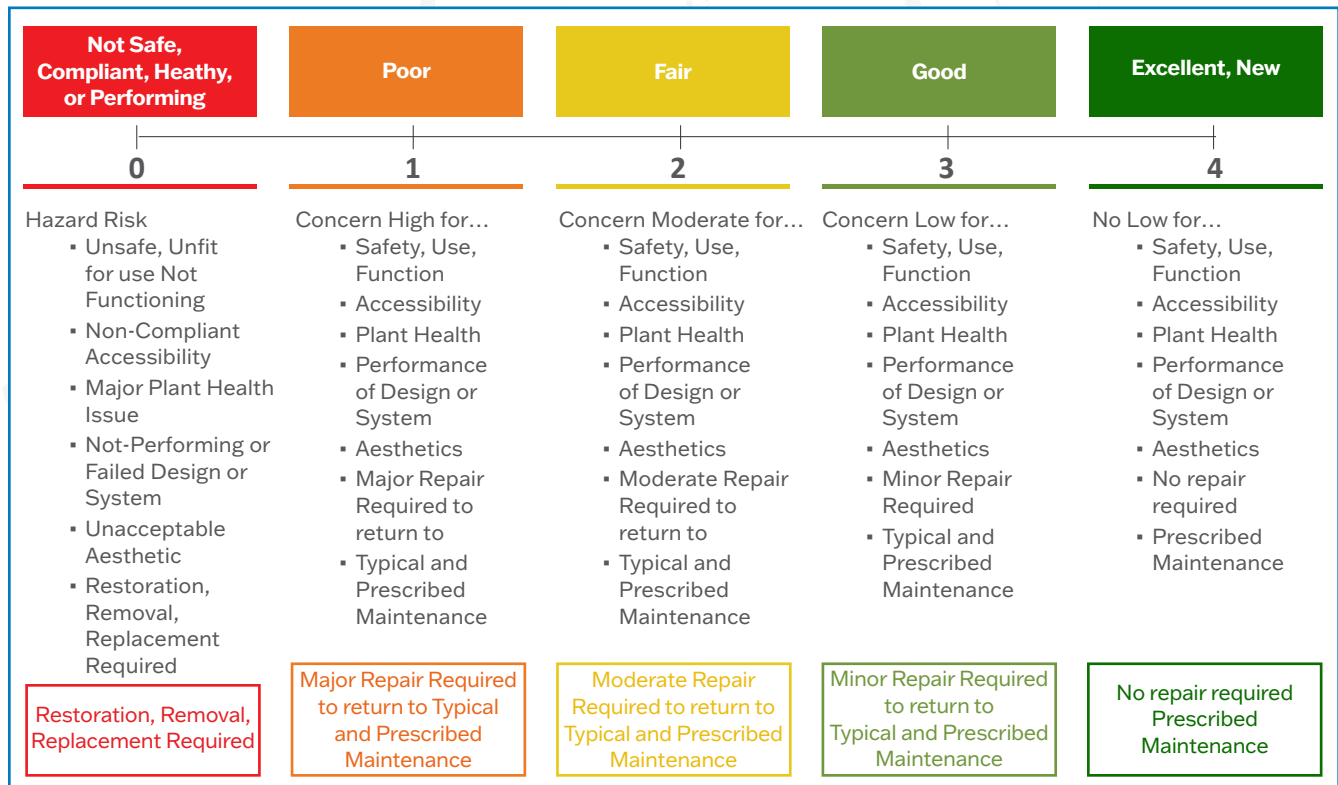 Not Safe,
Compliant, Heathy,
or Performing
Poor
Fair
Good
Excellent, New
0
1
2
3
4
Hazard Risk
▪ Unsafe, Unfit
for use Not
Functioning
▪ Non-Compliant
Accessibility
▪ Major Plant Health
Issue
▪ Not-Performing or
Failed Design or
System
▪ Unacceptable
Aesthetic
▪ Restoration,
Removal,
Replacement
Required
Restoration, Removal,
Replacement Required
Concern High for...
▪ Safety, Use,
Function
▪ Accessibility
▪ Plant Health
▪ Performance
of Design or
System
▪ Aesthetics
▪ Major Repair
Required to
return to
▪ Typical and
Prescribed
Maintenance
Major Repair Required
to return to Typical
and Prescribed
Maintenance
Concern Moderate for...
▪ Safety, Use,
Function
▪ Accessibility
▪ Plant Health
▪ Performance
of Design or
System
▪ Aesthetics
▪ Moderate Repair
Required to
return to
▪ Typical and
Prescribed
Maintenance
Moderate Repair
Required to return to
Typical and Prescribed
Maintenance
Concern Low for...
▪ Safety, Use,
Function
▪ Accessibility
▪ Plant Health
▪ Performance
of Design or
System
▪ Aesthetics
▪ Minor Repair
Required
▪ Typical and
Prescribed
Maintenance
Minor Repair Required
to return to
Typical and Prescribed
Maintenance
No Low for...
▪ Safety, Use,
Function
▪ Accessibility
▪ Plant Health
▪ Performance
of Design or
System
▪ Aesthetics
▪ No repair
required
▪ Prescribed
Maintenance
No repair required
Prescribed
Maintenance